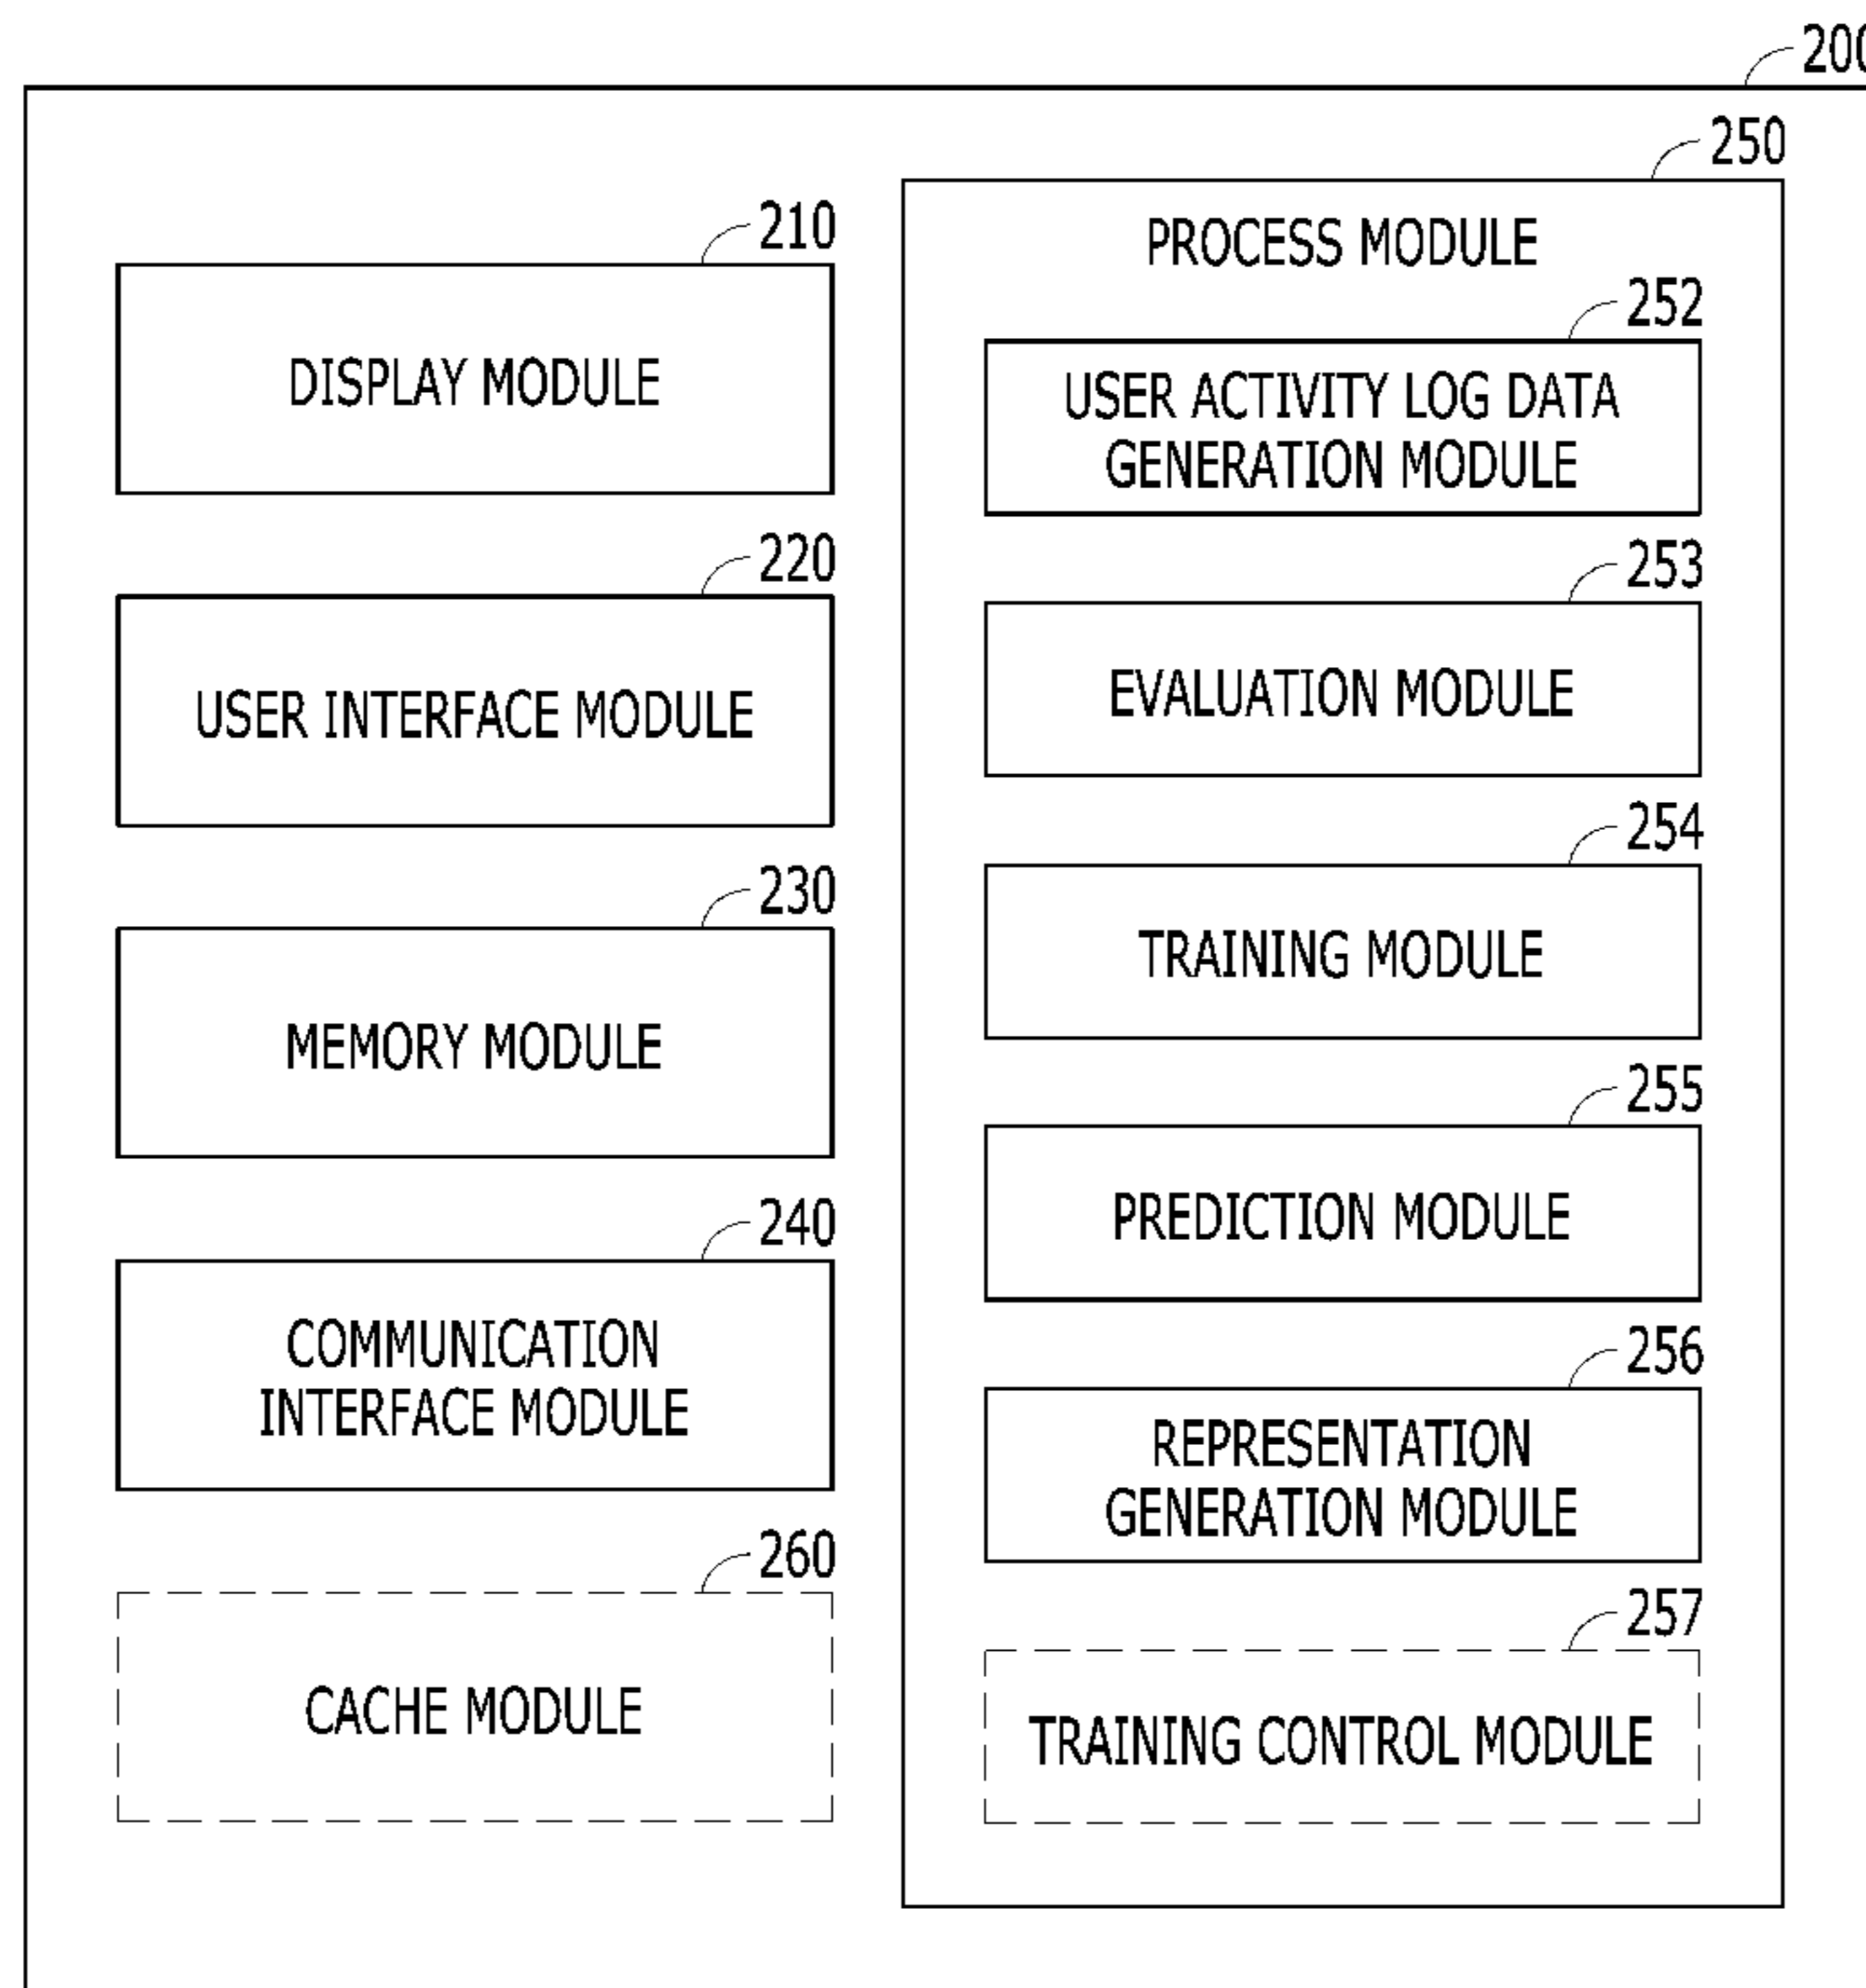 200
210
DISPLAY MODULE
220
USER INTERFACE MODULE
230
MEMORY MODULE
240
COMMUNICATION
INTERFACE MODULE
260
CACHE MODULE
250
PROCESS MODULE
252
USER ACTIVITY LOG DATA
GENERATION MODULE
253
EVALUATION MODULE
254
TRAINING MODULE
255
PREDICTION MODULE
256
REPRESENTATION
GENERATION MODULE
257
TRAINING CONTROL MODULE